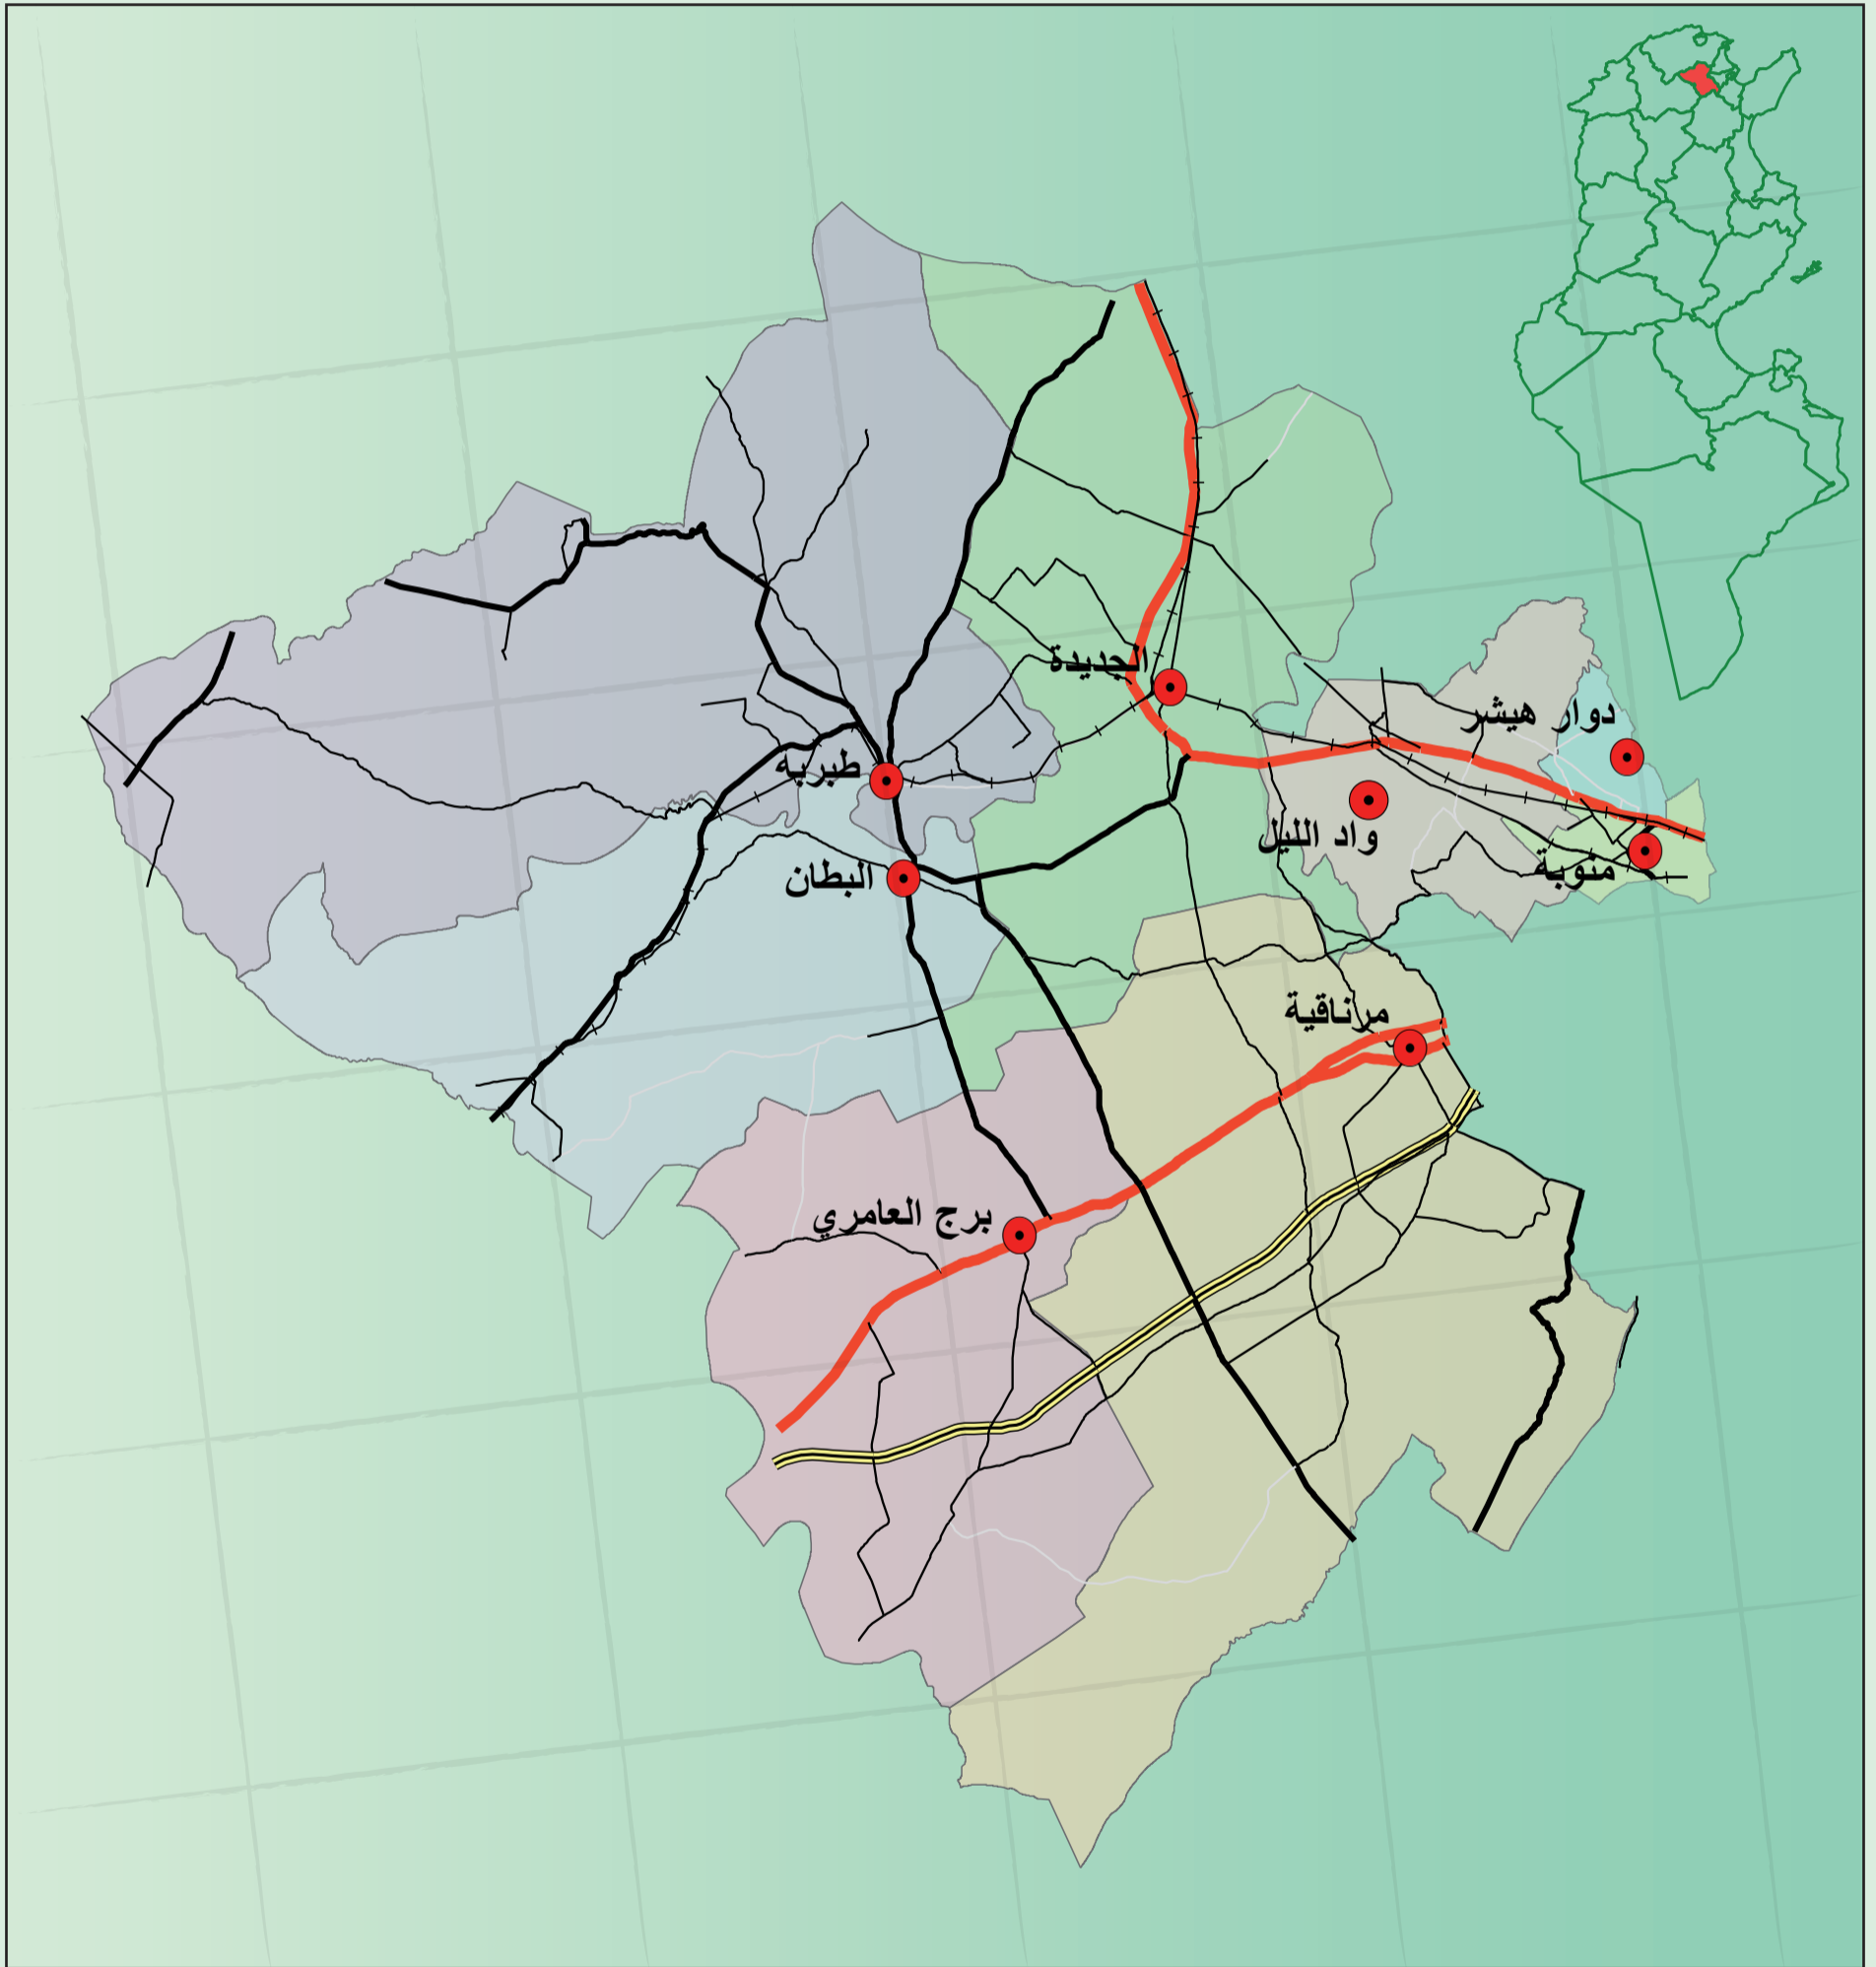 الجديدة
دوار هيشر
طبربة
واد الليل
منوبة
البطان
مرناقية
برج العامري